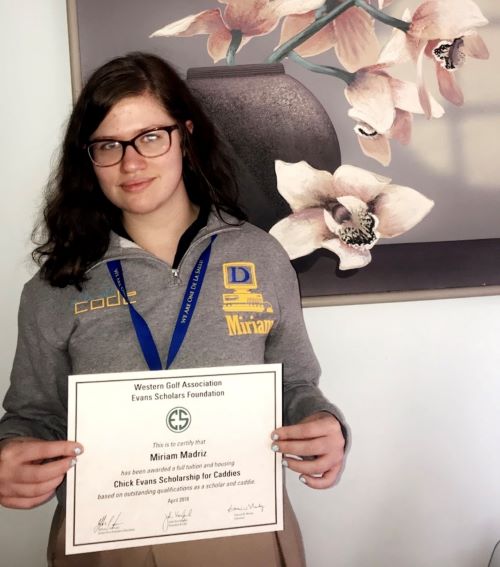 WE ARE ONE DE LA SALLE
code
D
Miriam
Western Golf Association
Evans Scholars Foundation
ES
This is to certify that
Miriam Madriz
has been awarded a full tuition and housing
Chick Evans Scholarship for Caddies
based on outstanding qualifications as a scholar and caddie.
April 2018